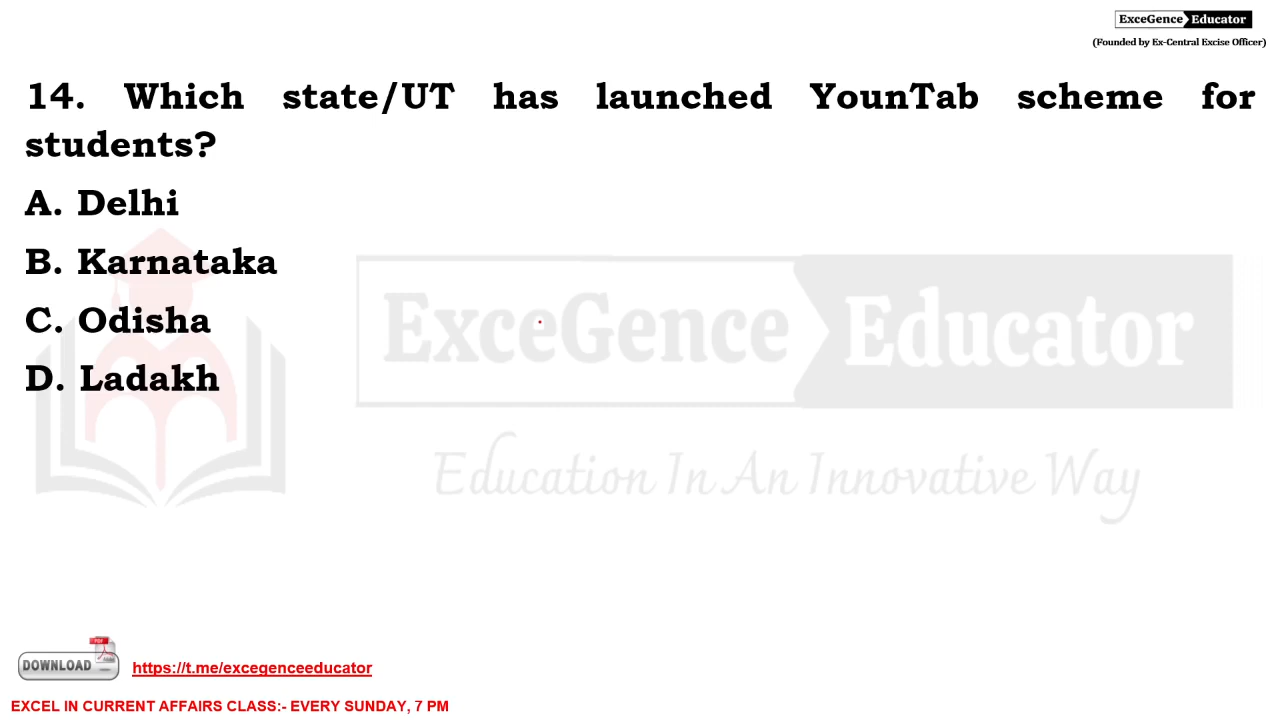 ExceGence Educator
(Founded by Ex-Central Excise Officer)
14. Which state/UT has launched YounTab scheme for
students?
A. Delhi
B. Karnataka
C. Odisha
D. Ladakh
ExceGence Educator
Education In An Innovative Way
DOWNLOAD
PDF
https://t.me/excegenceeducator
EXCEL IN CURRENT AFFAIRS CLASS:- EVERY SUNDAY, 7 PM